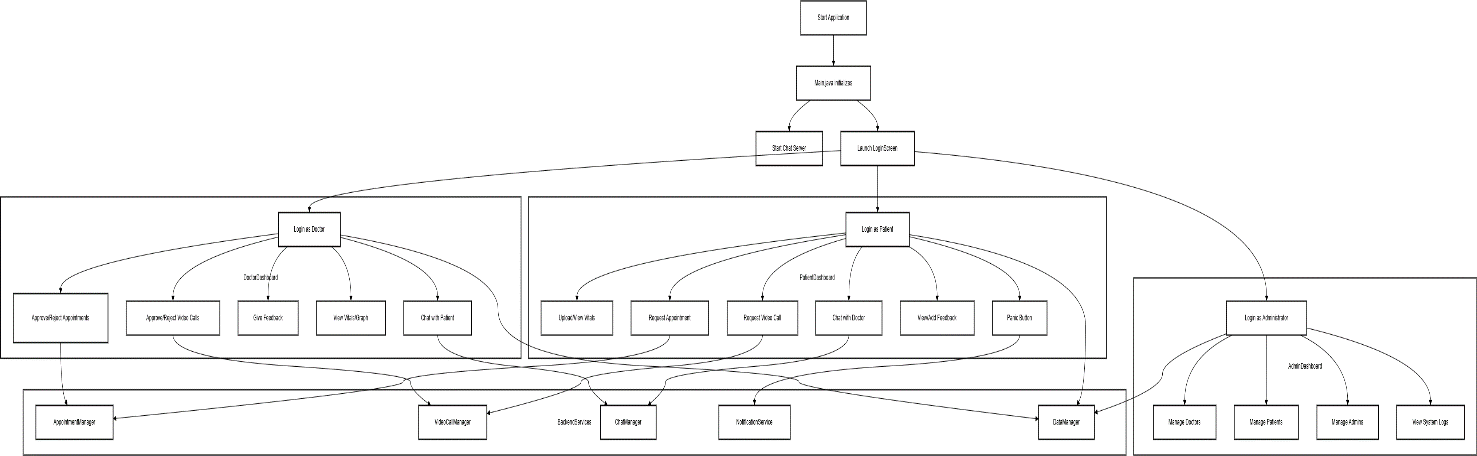 Start Application
Main.java initializes
Start Chat Server
Launch LoginScreen
Login as Doctor
Login as Patient
DoctorDashboard
PatientDashboard
Approve/Reject Appointments
Approve/Reject Video Calls
Give Feedback
View Vitals/Graph
Chat with Patient
Upload/View Vitals
Request Appointment
Request Video Call
Chat with Doctor
View/Add Feedback
Panic Button
Login as Administrator
AdminDashboard
AppointmentManager
VideoCallManager
BackendServices
ChatManager
NotificationService
DataManager
Manage Doctors
Manage Patients
Manage Admins
View System Logs